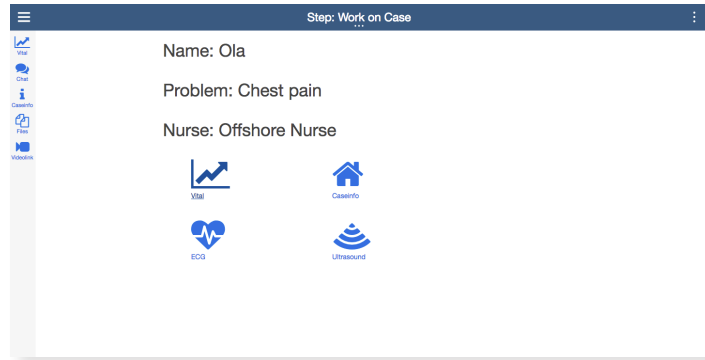 Step: Work on Case
Vital
Chat
Caseinfo
Files
Videolink
Name: Ola
Problem: Chest pain
Nurse: Offshore Nurse
Vital
Caseinfo
ECG
Ultrasound